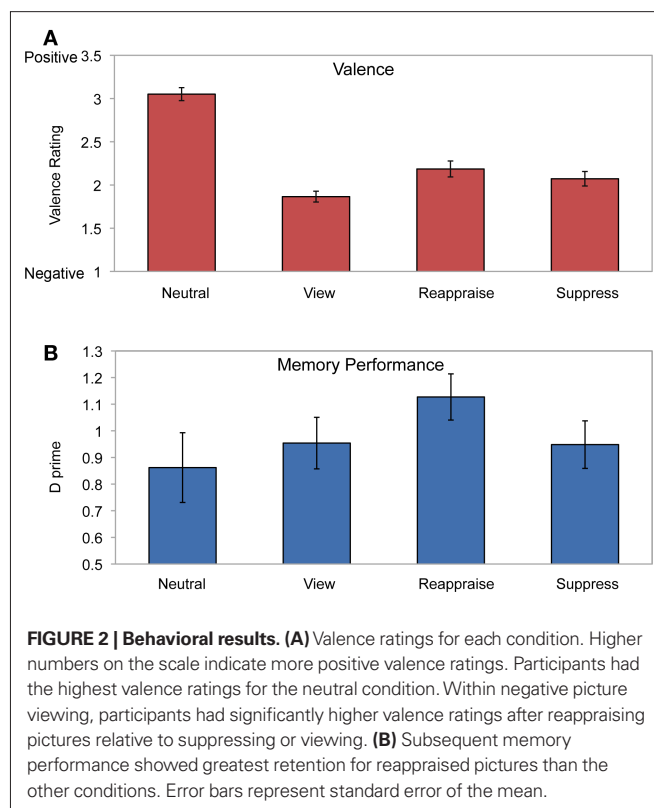 A
Positive 3.5
Valence
3
2.5
Valence Rating
2
1.5
Negative 1
Neutral View Reappraise Suppress
B
1.3
Memory Performance
1.2
1.1
1
D prime
0.9
0.8
0.7
0.6
0.5
Neutral View Reappraise Suppress
FIGURE 2 | Behavioral results. (A) Valence ratings for each condition. Higher
numbers on the scale indicate more positive valence ratings. Participants had
the highest valence ratings for the neutral condition. Within negative picture
viewing, participants had significantly higher valence ratings after reappraising
pictures relative to suppressing or viewing. (B) Subsequent memory
performance showed greatest retention for reappraised pictures than the
other conditions. Error bars represent standard error of the mean.